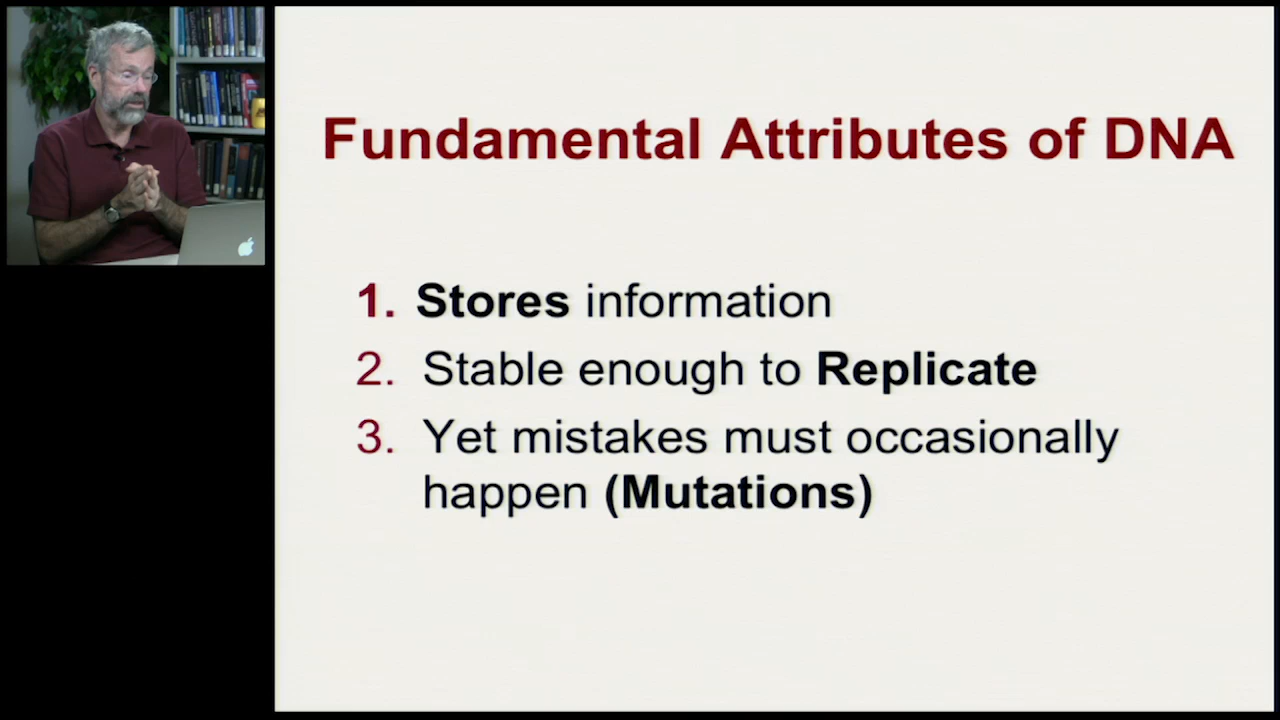 Fundamental Attributes of DNA
1. Stores information
2. Stable enough to Replicate
3. Yet mistakes must occasionally
happen (Mutations)